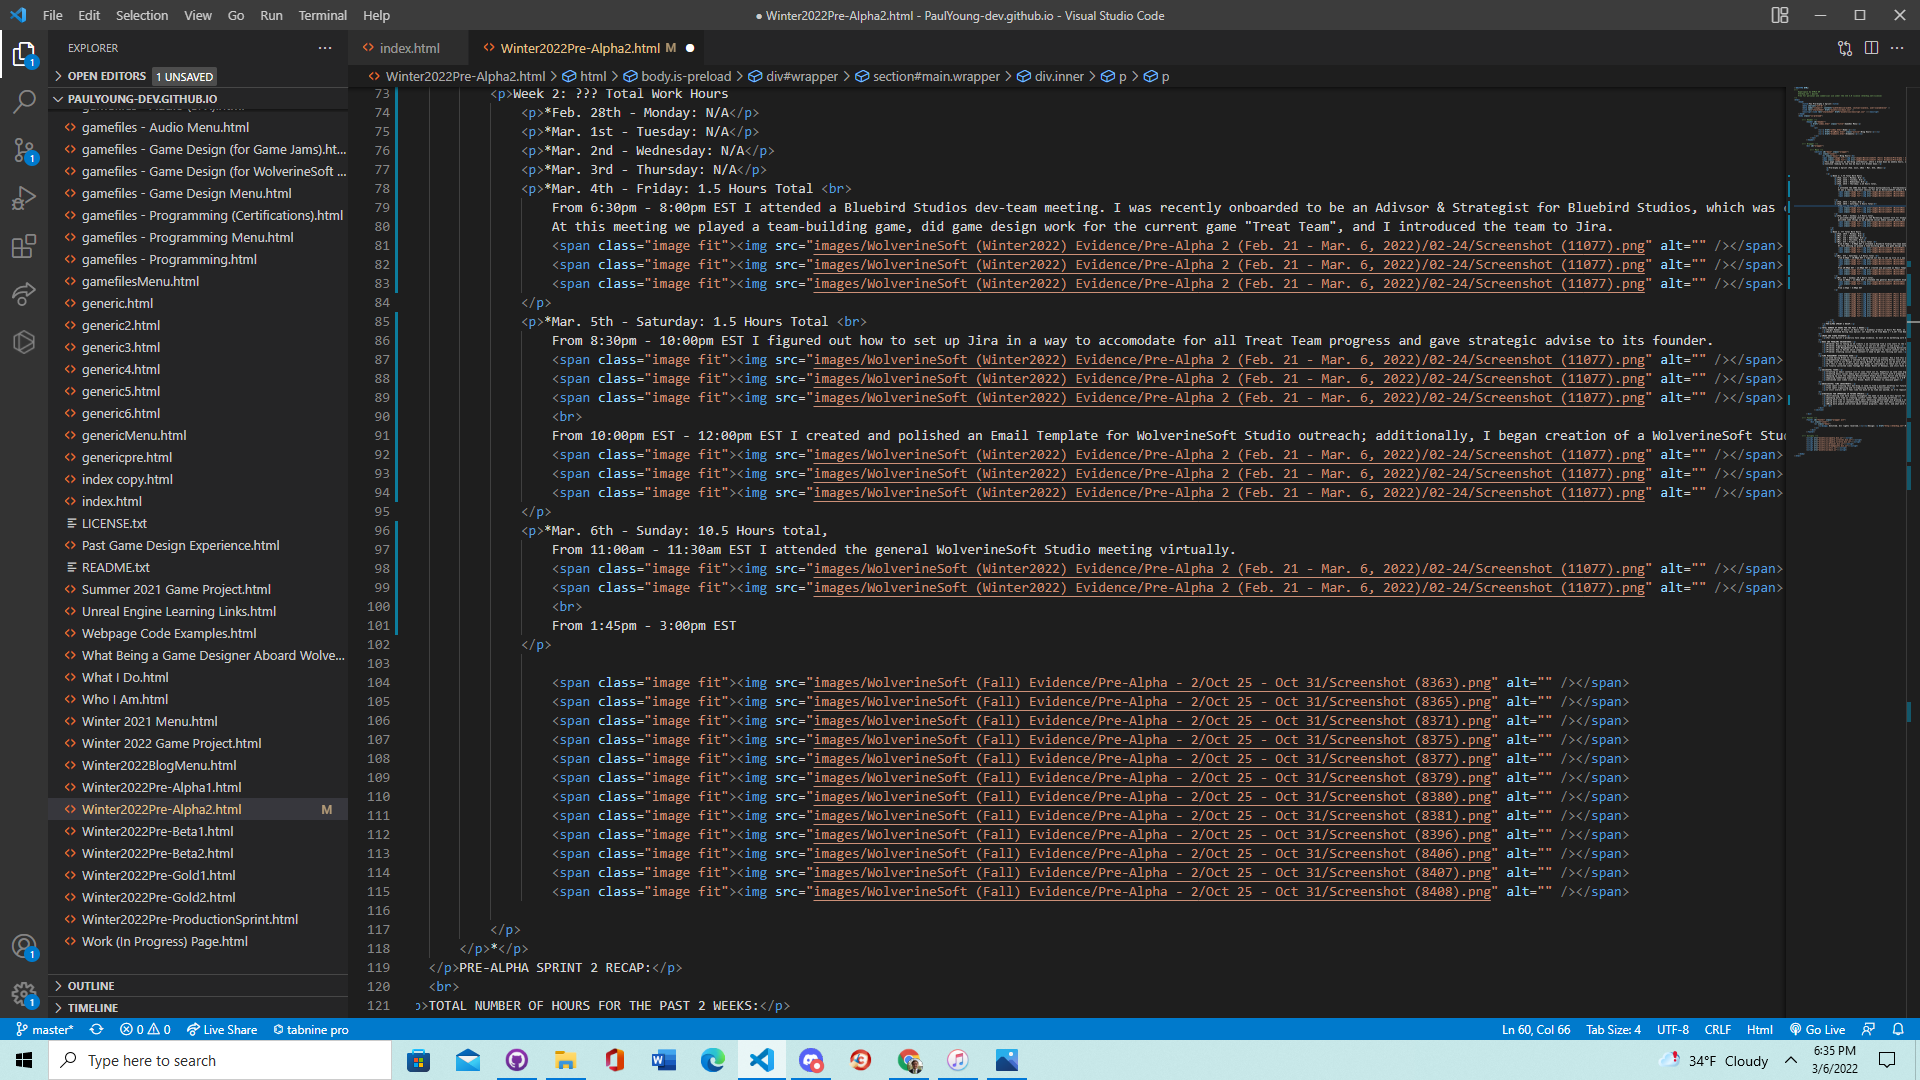 File Edit Selection View Go Run Terminal Help
● Winter2022Pre-Alpha2.html - PaulYoung-dev.github.io - Visual Studio Code
EXPLORER
OPEN EDITORS 1 UNSAVED
PAULYOUNG-DEV.GITHUB.IO
gamefiles - Audio Menu.html
gamefiles - Game Design (for Game Jams).ht...
gamefiles - Game Design (for WolverineSoft ...
gamefiles - Game Design Menu.html
gamefiles - Programming (Certifications).html
gamefiles - Programming Menu.html
gamefiles - Programming.html
gamefilesMenu.html
generic.html
generic2.html
generic3.html
generic4.html
generic5.html
generic6.html
genericMenu.html
genericpre.html
index copy.html
index.html
LICENSE.txt
Past Game Design Experience.html
README.txt
Summer 2021 Game Project.html
Unreal Engine Learning Links.html
Webpage Code Examples.html
What Being a Game Designer Aboard Wolve...
What I Do.html
Who I Am.html
Winter 2021 Menu.html
Winter 2022 Game Project.html
Winter2022BlogMenu.html
Winter2022Pre-Alpha1.html
Winter2022Pre-Alpha2.html M
Winter2022Pre-Beta1.html
Winter2022Pre-Beta2.html
Winter2022Pre-Gold1.html
Winter2022Pre-Gold2.html
Winter2022Pre-ProductionSprint.html
Work (In Progress) Page.html
OUTLINE
TIMELINE
index.html
Winter2022Pre-Alpha2.html M ●
Winter2022Pre-Alpha2.html > html > body.is-preload > div#wrapper > section#main.wrapper > div.inner > p > p
73 <p>Week 2: ??? Total Work Hours
74 <p>*Feb. 28th - Monday: N/A</p>
75 <p>*Mar. 1st - Tuesday: N/A</p>
76 <p>*Mar. 2nd - Wednesday: N/A</p>
77 <p>*Mar. 3rd - Thursday: N/A</p>
78 <p>*Mar. 4th - Friday: 1.5 Hours Total <br>
79 From 6:30pm - 8:00pm EST I attended a Bluebird Studios dev-team meeting. I was recently onboarded to be an Adivsor & Strategist for Bluebird Studios, which was
80 At this meeting we played a team-building game, did game design work for the current game "Treat Team", and I introduced the team to Jira.
81 <span class="image fit"><img src="images/WolverineSoft (Winter2022) Evidence/Pre-Alpha 2 (Feb. 21 - Mar. 6, 2022)/02-24/Screenshot (11077).png" alt="" /></span>
82 <span class="image fit"><img src="images/WolverineSoft (Winter2022) Evidence/Pre-Alpha 2 (Feb. 21 - Mar. 6, 2022)/02-24/Screenshot (11077).png" alt="" /></span>
83 <span class="image fit"><img src="images/WolverineSoft (Winter2022) Evidence/Pre-Alpha 2 (Feb. 21 - Mar. 6, 2022)/02-24/Screenshot (11077).png" alt="" /></span>
84 </p>
85 <p>*Mar. 5th - Saturday: 1.5 Hours Total <br>
86 From 8:30pm - 10:00pm EST I figured out how to set up Jira in a way to accomodate for all Treat Team progress and gave strategic advise to its founder.
87 <span class="image fit"><img src="images/WolverineSoft (Winter2022) Evidence/Pre-Alpha 2 (Feb. 21 - Mar. 6, 2022)/02-24/Screenshot (11077).png" alt="" /></span>
88 <span class="image fit"><img src="images/WolverineSoft (Winter2022) Evidence/Pre-Alpha 2 (Feb. 21 - Mar. 6, 2022)/02-24/Screenshot (11077).png" alt="" /></span>
89 <span class="image fit"><img src="images/WolverineSoft (Winter2022) Evidence/Pre-Alpha 2 (Feb. 21 - Mar. 6, 2022)/02-24/Screenshot (11077).png" alt="" /></span>
90 <br>
91 From 10:00pm EST - 12:00pm EST I created and polished an Email Template for WolverineSoft Studio outreach; additionally, I began creation of a WolverineSoft Stu
92 <span class="image fit"><img src="images/WolverineSoft (Winter2022) Evidence/Pre-Alpha 2 (Feb. 21 - Mar. 6, 2022)/02-24/Screenshot (11077).png" alt="" /></span>
93 <span class="image fit"><img src="images/WolverineSoft (Winter2022) Evidence/Pre-Alpha 2 (Feb. 21 - Mar. 6, 2022)/02-24/Screenshot (11077).png" alt="" /></span>
94 <span class="image fit"><img src="images/WolverineSoft (Winter2022) Evidence/Pre-Alpha 2 (Feb. 21 - Mar. 6, 2022)/02-24/Screenshot (11077).png" alt="" /></span>
95 </p>
96 <p>*Mar. 6th - Sunday: 10.5 Hours total,
97 From 11:00am - 11:30am EST I attended the general WolverineSoft Studio meeting virtually.
98 <span class="image fit"><img src="images/WolverineSoft (Winter2022) Evidence/Pre-Alpha 2 (Feb. 21 - Mar. 6, 2022)/02-24/Screenshot (11077).png" alt="" /></span>
99 <span class="image fit"><img src="images/WolverineSoft (Winter2022) Evidence/Pre-Alpha 2 (Feb. 21 - Mar. 6, 2022)/02-24/Screenshot (11077).png" alt="" /></span>
100 <br>
101 From 1:45pm - 3:00pm EST
102 </p>
103
104 <span class="image fit"><img src="images/WolverineSoft (Fall) Evidence/Pre-Alpha - 2/Oct 25 - Oct 31/Screenshot (8363).png" alt="" /></span>
105 <span class="image fit"><img src="images/WolverineSoft (Fall) Evidence/Pre-Alpha - 2/Oct 25 - Oct 31/Screenshot (8365).png" alt="" /></span>
106 <span class="image fit"><img src="images/WolverineSoft (Fall) Evidence/Pre-Alpha - 2/Oct 25 - Oct 31/Screenshot (8371).png" alt="" /></span>
107 <span class="image fit"><img src="images/WolverineSoft (Fall) Evidence/Pre-Alpha - 2/Oct 25 - Oct 31/Screenshot (8375).png" alt="" /></span>
108 <span class="image fit"><img src="images/WolverineSoft (Fall) Evidence/Pre-Alpha - 2/Oct 25 - Oct 31/Screenshot (8377).png" alt="" /></span>
109 <span class="image fit"><img src="images/WolverineSoft (Fall) Evidence/Pre-Alpha - 2/Oct 25 - Oct 31/Screenshot (8379).png" alt="" /></span>
110 <span class="image fit"><img src="images/WolverineSoft (Fall) Evidence/Pre-Alpha - 2/Oct 25 - Oct 31/Screenshot (8380).png" alt="" /></span>
111 <span class="image fit"><img src="images/WolverineSoft (Fall) Evidence/Pre-Alpha - 2/Oct 25 - Oct 31/Screenshot (8381).png" alt="" /></span>
112 <span class="image fit"><img src="images/WolverineSoft (Fall) Evidence/Pre-Alpha - 2/Oct 25 - Oct 31/Screenshot (8396).png" alt="" /></span>
113 <span class="image fit"><img src="images/WolverineSoft (Fall) Evidence/Pre-Alpha - 2/Oct 25 - Oct 31/Screenshot (8406).png" alt="" /></span>
114 <span class="image fit"><img src="images/WolverineSoft (Fall) Evidence/Pre-Alpha - 2/Oct 25 - Oct 31/Screenshot (8407).png" alt="" /></span>
115 <span class="image fit"><img src="images/WolverineSoft (Fall) Evidence/Pre-Alpha - 2/Oct 25 - Oct 31/Screenshot (8408).png" alt="" /></span>
116
117 </p>
118 </p>*</p>
119 </p>PRE-ALPHA SPRINT 2 RECAP:</p>
120 <br>
121 p>TOTAL NUMBER OF HOURS FOR THE PAST 2 WEEKS:</p>
master* 0 0 Live Share tabnine pro
Ln 60, Col 66 Tab Size: 4 UTF-8 CRLF Html Go Live
Type here to search
34°F Cloudy
6:35 PM
3/6/2022